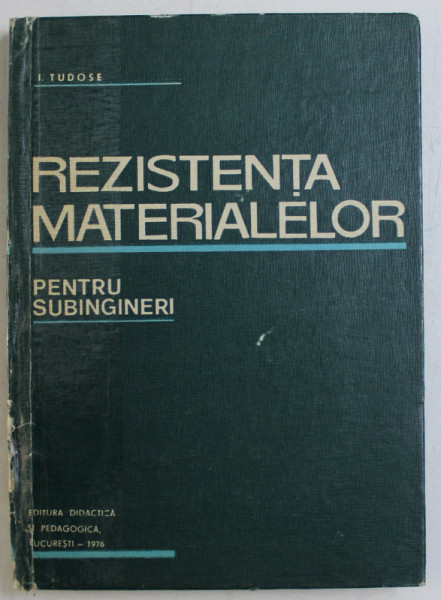 I. TUDOSE
REZISTENȚA
MATERIALELOR
PENTRU
SUBINGINERI
EDITURA DIDACTICĂ
ȘI PEDAGOGICĂ,
BUCUREȘTI – 1976